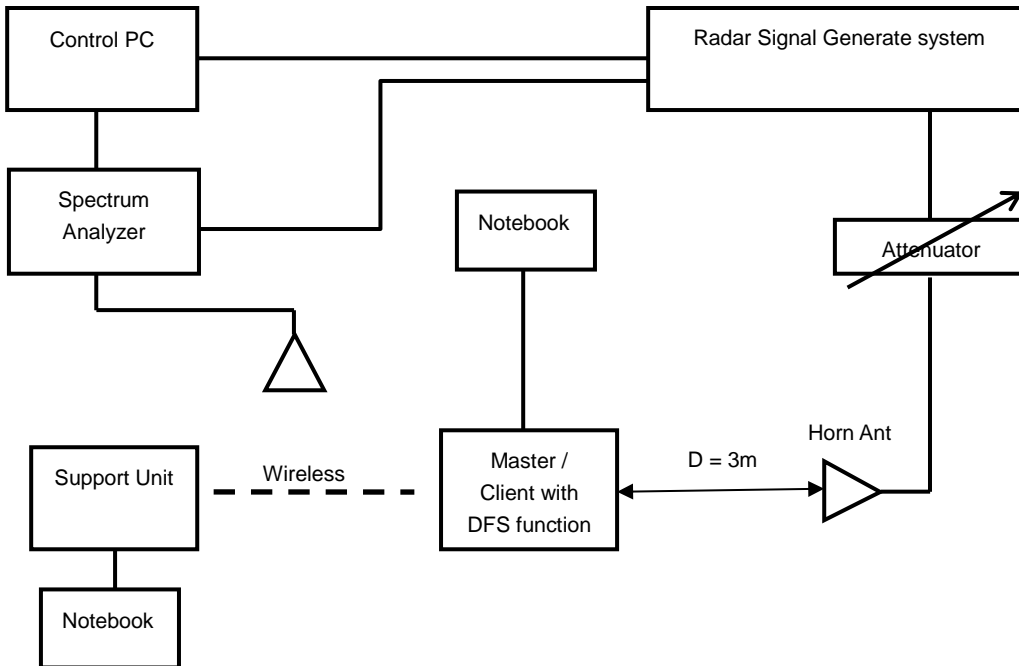 Control PC
Radar Signal Generate system
Spectrum
Analyzer
Notebook
Attenuator
Horn Ant
Support Unit
Wireless
Master /
Client with
DFS function
D = 3m
Notebook